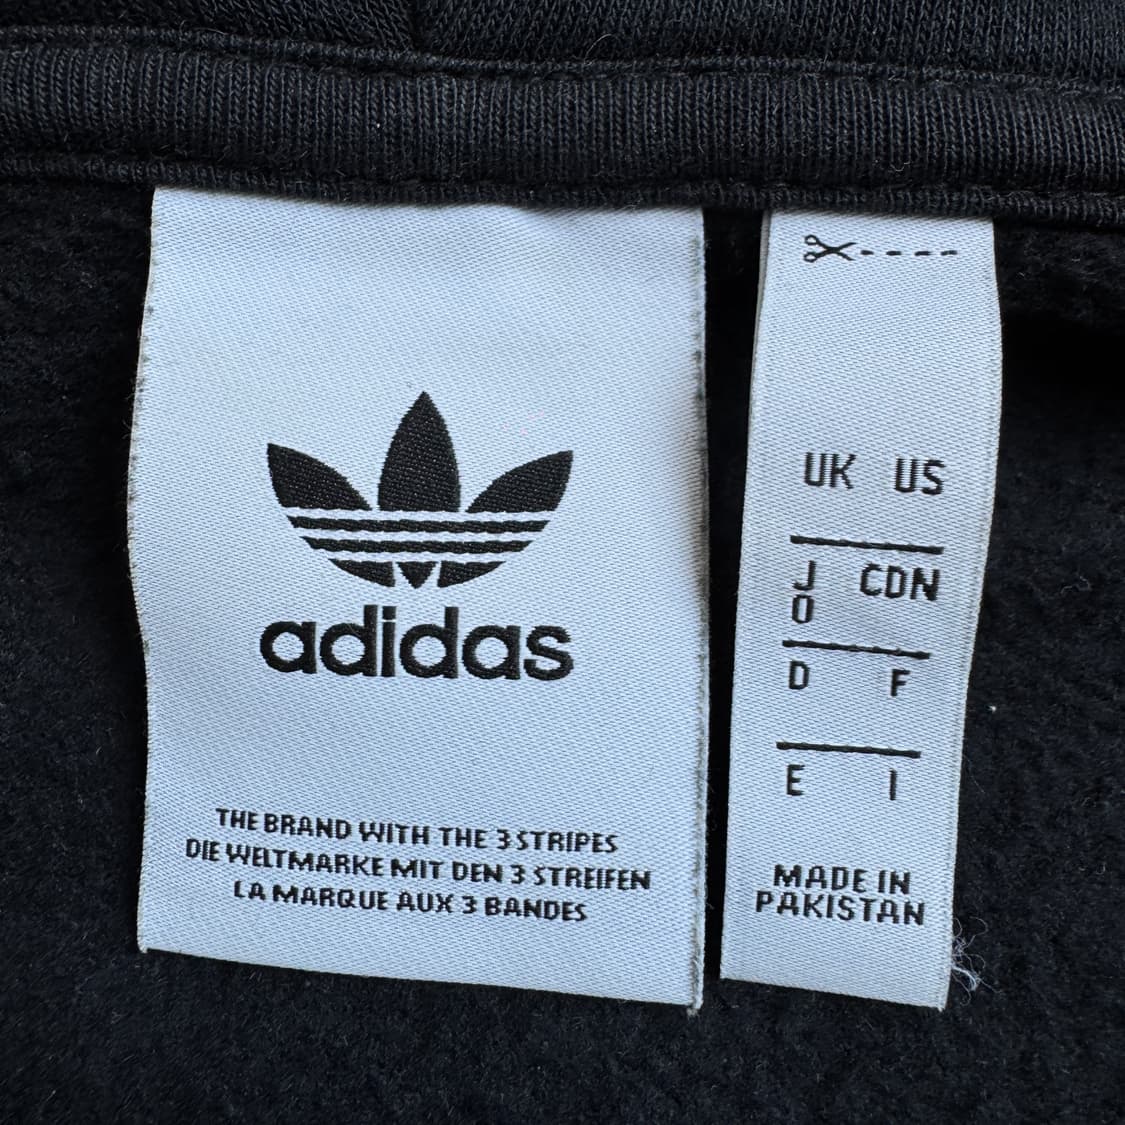 adidas
THE BRAND WITH THE 3 STRIPES
DIE WELTMARKE MIT DEN 3 STREIFEN
LA MARQUE AUX 3 BANDES
UK US
JO CDN
D F
E I
MADE IN
PAKISTAN